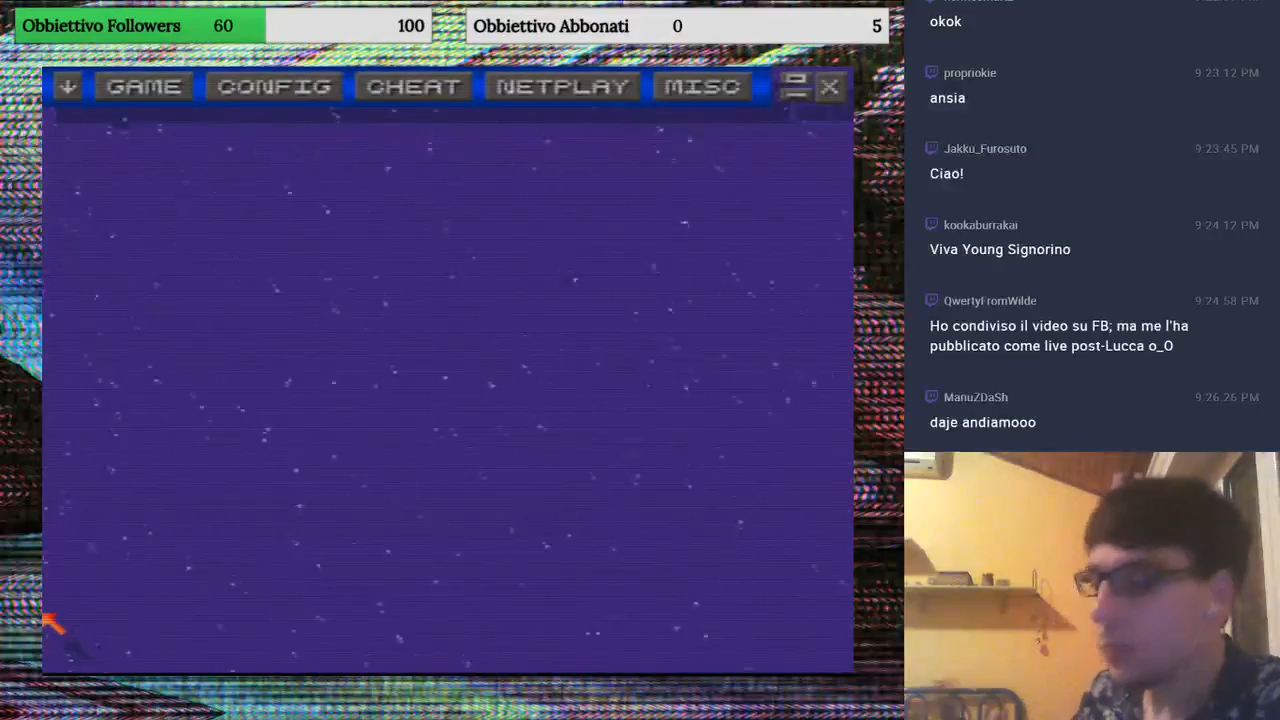 Obbiettivo Followers 60 100
Obbiettivo Abbonati 0 5
GAME CONFIG CHEAT NETPLAY MISC
okok
propriokie 9:23:12 PM
ansia
Jakku_Furosuto 9:23:45 PM
Ciao!
kookaburrakai 9:24:12 PM
Viva Young Signorino
QwertyFromWilde 9:24:58 PM
Ho condiviso il video su FB; ma me l'ha
pubblicato come live post-Lucca o_O
ManuZDaSh 9:26:26 PM
daje andiamooo